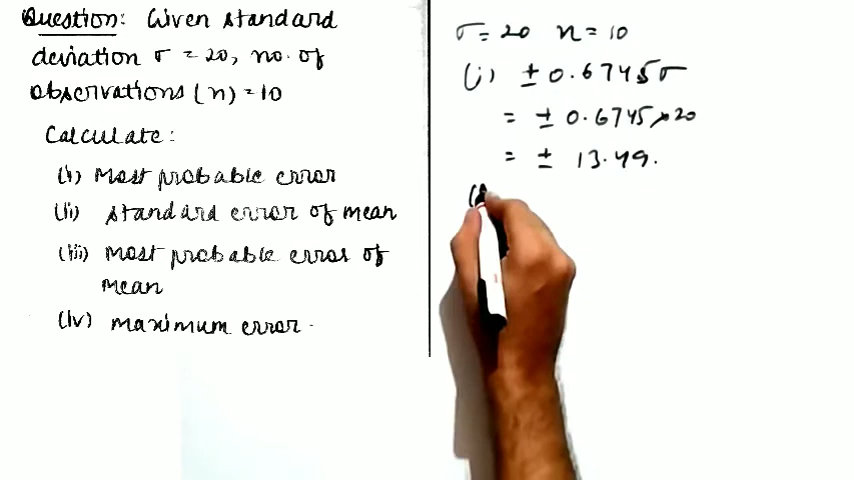 Question: Given standard
deviation σ = 20, no. of
observations (n) = 10
Calculate:
(i) Most probable error
(ii) standard error of mean
(iii) most probable error of
mean
(iv) maximum error.
σ = 20 n = 10
(i) ± 0.6745σ
= ± 0.6745 × 20
= ± 13.49.
(i